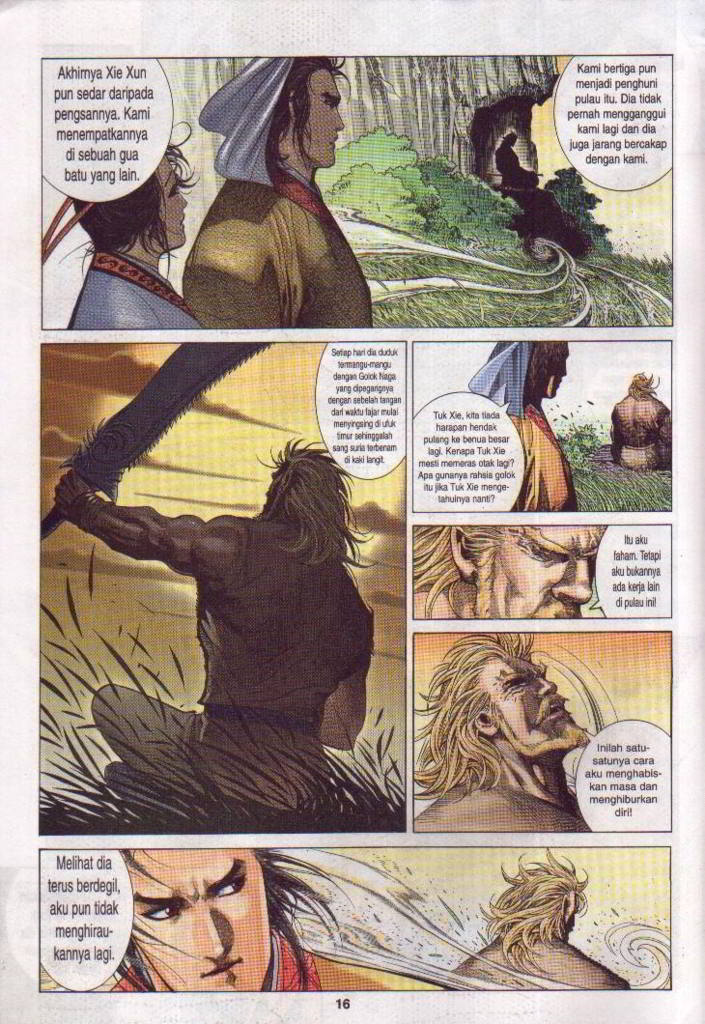 Akhirnya Xie Xun
pun sedar daripada
pengsannya. Kami
menempatkannya
di sebuah gua
batu yang lain.
Kami bertiga pun
menjadi penghuni
pulau itu. Dia tidak
pernah mengganggui
kami lagi dan dia
juga jarang bercakap
dengan kami.
Setiap hari dia duduk
termangu-mangu
dengan Golok Naga
yang dipegangnya
dengan sebelah tangan
dari waktu fajar mulai
menyingsing di ufuk
timur sehinggalah
sang suria terbenam
di kaki langit.
Tuk Xie, kita tiada
harapan hendak
pulang ke benua besar
lagi. Kenapa Tuk Xie
mesti memeras otak lagi?
Apa gunanya rahsia golok
itu jika Tuk Xie menge-
tahuinya nanti?
Itu aku
faham. Tetapi
aku bukannya
ada kerja lain
di pulau ini!
Inilah satu-
satunya cara
aku menghabis-
kan masa dan
menghiburkan
diri!
Melihat dia
terus berdegil,
aku pun tidak
menghirau-
kannya lagi.
16